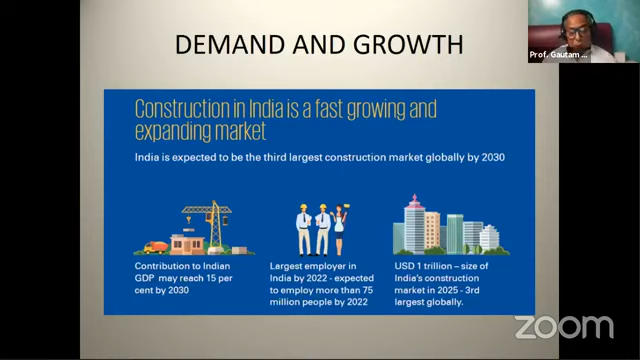 DEMAND AND GROWTH
Prof. Gautam ...
Construction in India is a fast growing and
expanding market
India is expected to be the third largest construction market globally by 2030
Contribution to Indian
GDP may reach 15 per
cent by 2030
Largest employer in
India by 2022 - expected
to employ more than 75
million people by 2022
USD 1 trillion – size of
India's construction
market in 2025 - 3rd
largest globally.
zoom